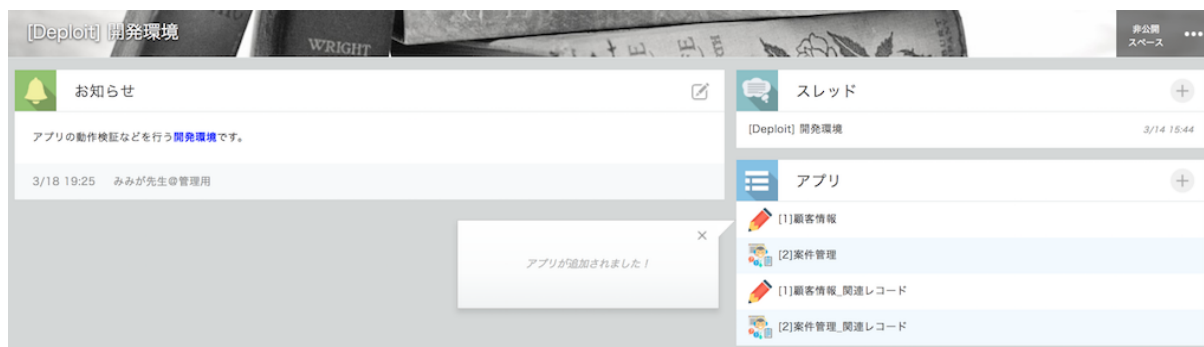 [Deploit] 開発環境
WRIGHT
非公開
スペース
お知らせ
アプリの動作検証などを行う開発環境です。
3/18 19:25 みみが先生@管理用
アプリが追加されました！
スレッド
[Deploit] 開発環境 3/14 15:44
アプリ
[1]顧客情報
[2]案件管理
[1]顧客情報_関連レコード
[2]案件管理_関連レコード